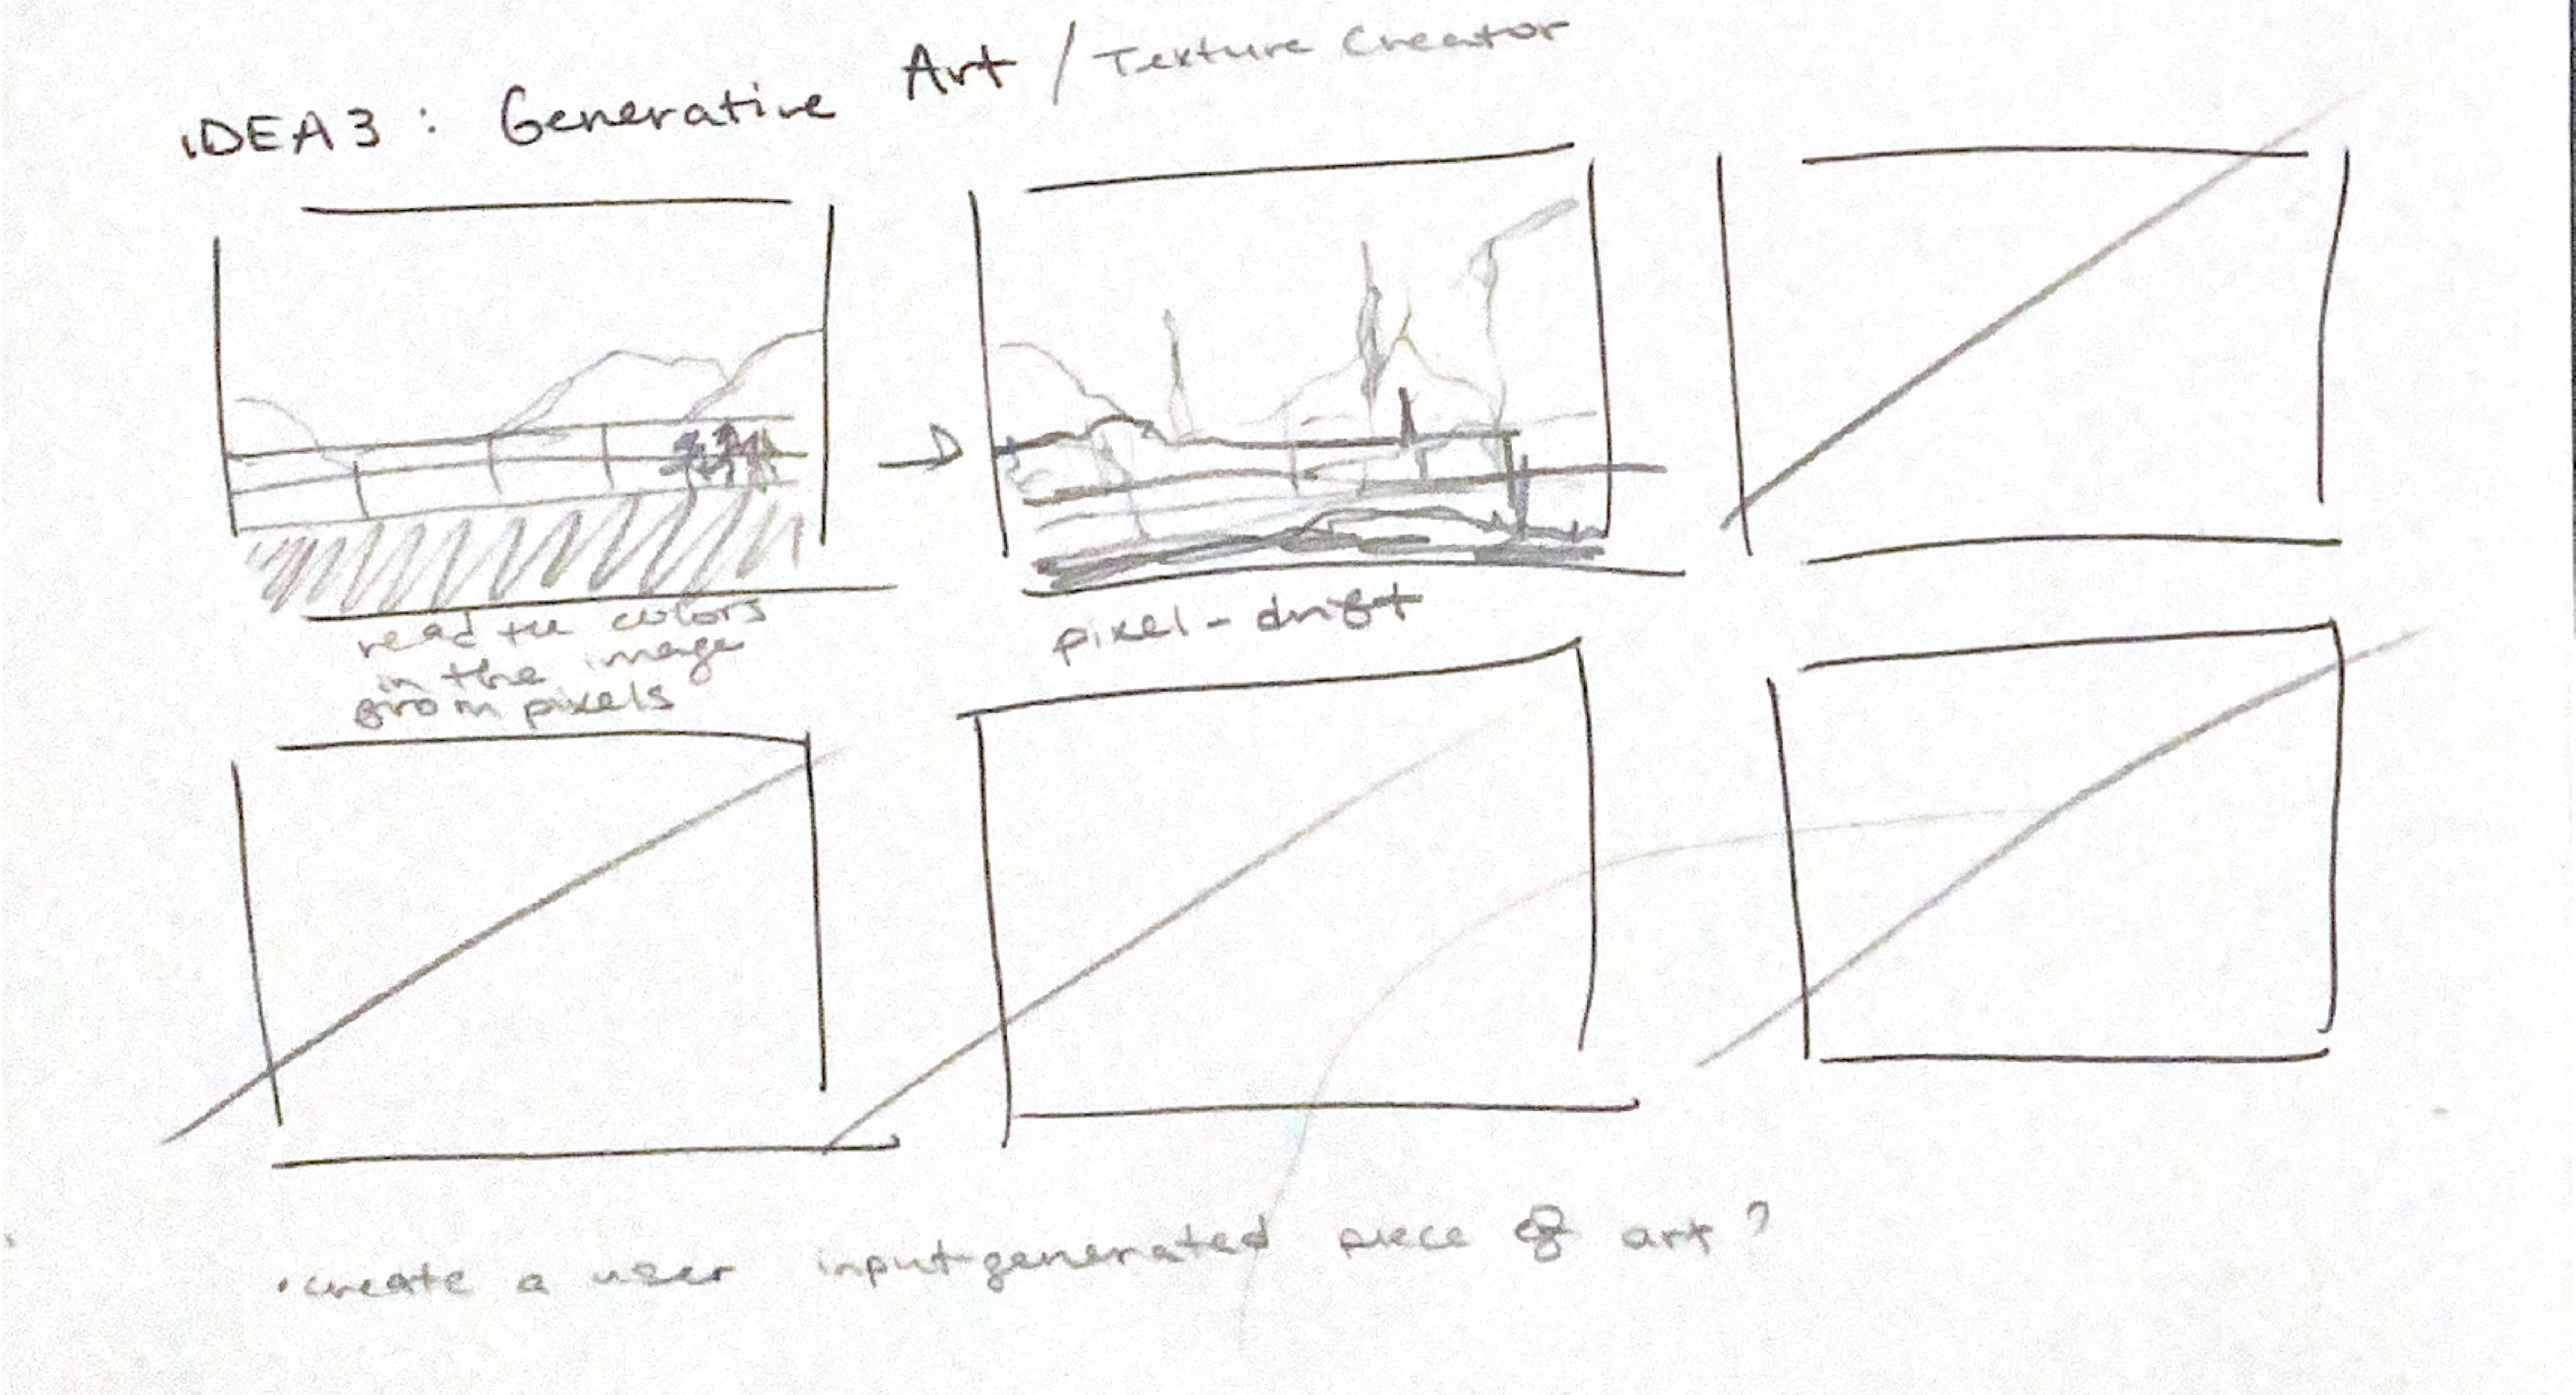 iDEA 3 : Generative Art / Texture Creator
read the colors
in the image
from pixels
pixel-drift
• create a user input-generated piece of art ?